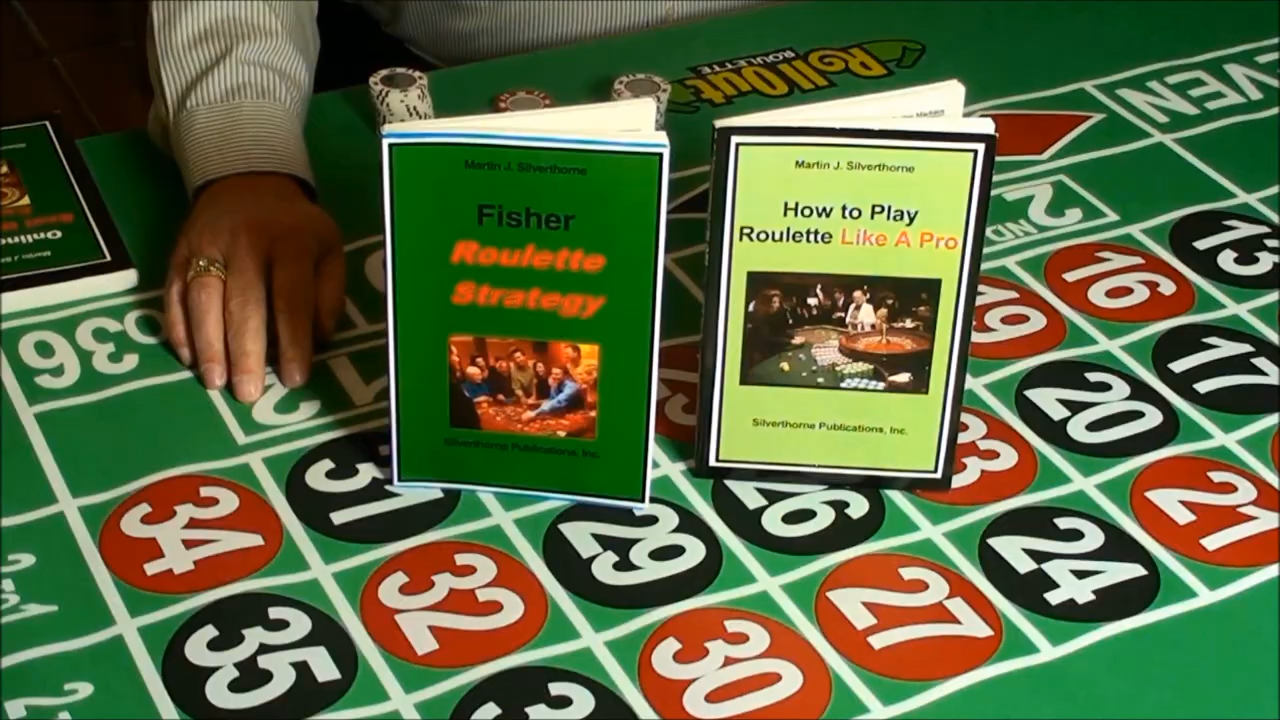 Roll Out
ROULETTE
EVEN
Martin J. Silverthorne
Fisher
Roulette
Strategy
Silverthorne Publications, Inc.
Martin J. Silverthorne
How to Play
Roulette Like A Pro
Silverthorne Publications, Inc.
Online
2ND
13
16
19
17
20
23
21
24
26
27
29
30
31
32
34
35
36